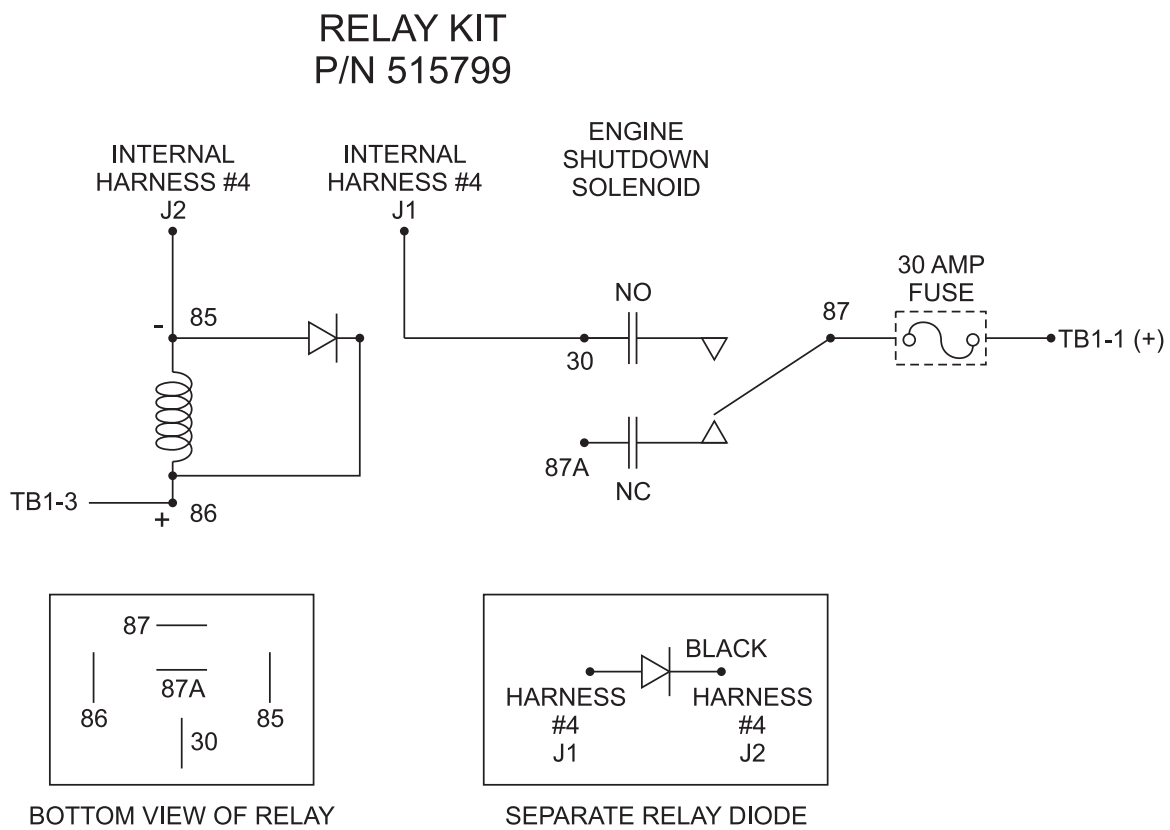 RELAY KIT
P/N 515799
INTERNAL
HARNESS #4
J2
INTERNAL
HARNESS #4
J1
ENGINE
SHUTDOWN
SOLENOID
30 AMP
FUSE
NO
87
- 85
30
TB1-1 (+)
87A
NC
TB1-3
+ 86
87
87A
86
85
30
BOTTOM VIEW OF RELAY
BLACK
HARNESS
#4
J1
HARNESS
#4
J2
SEPARATE RELAY DIODE